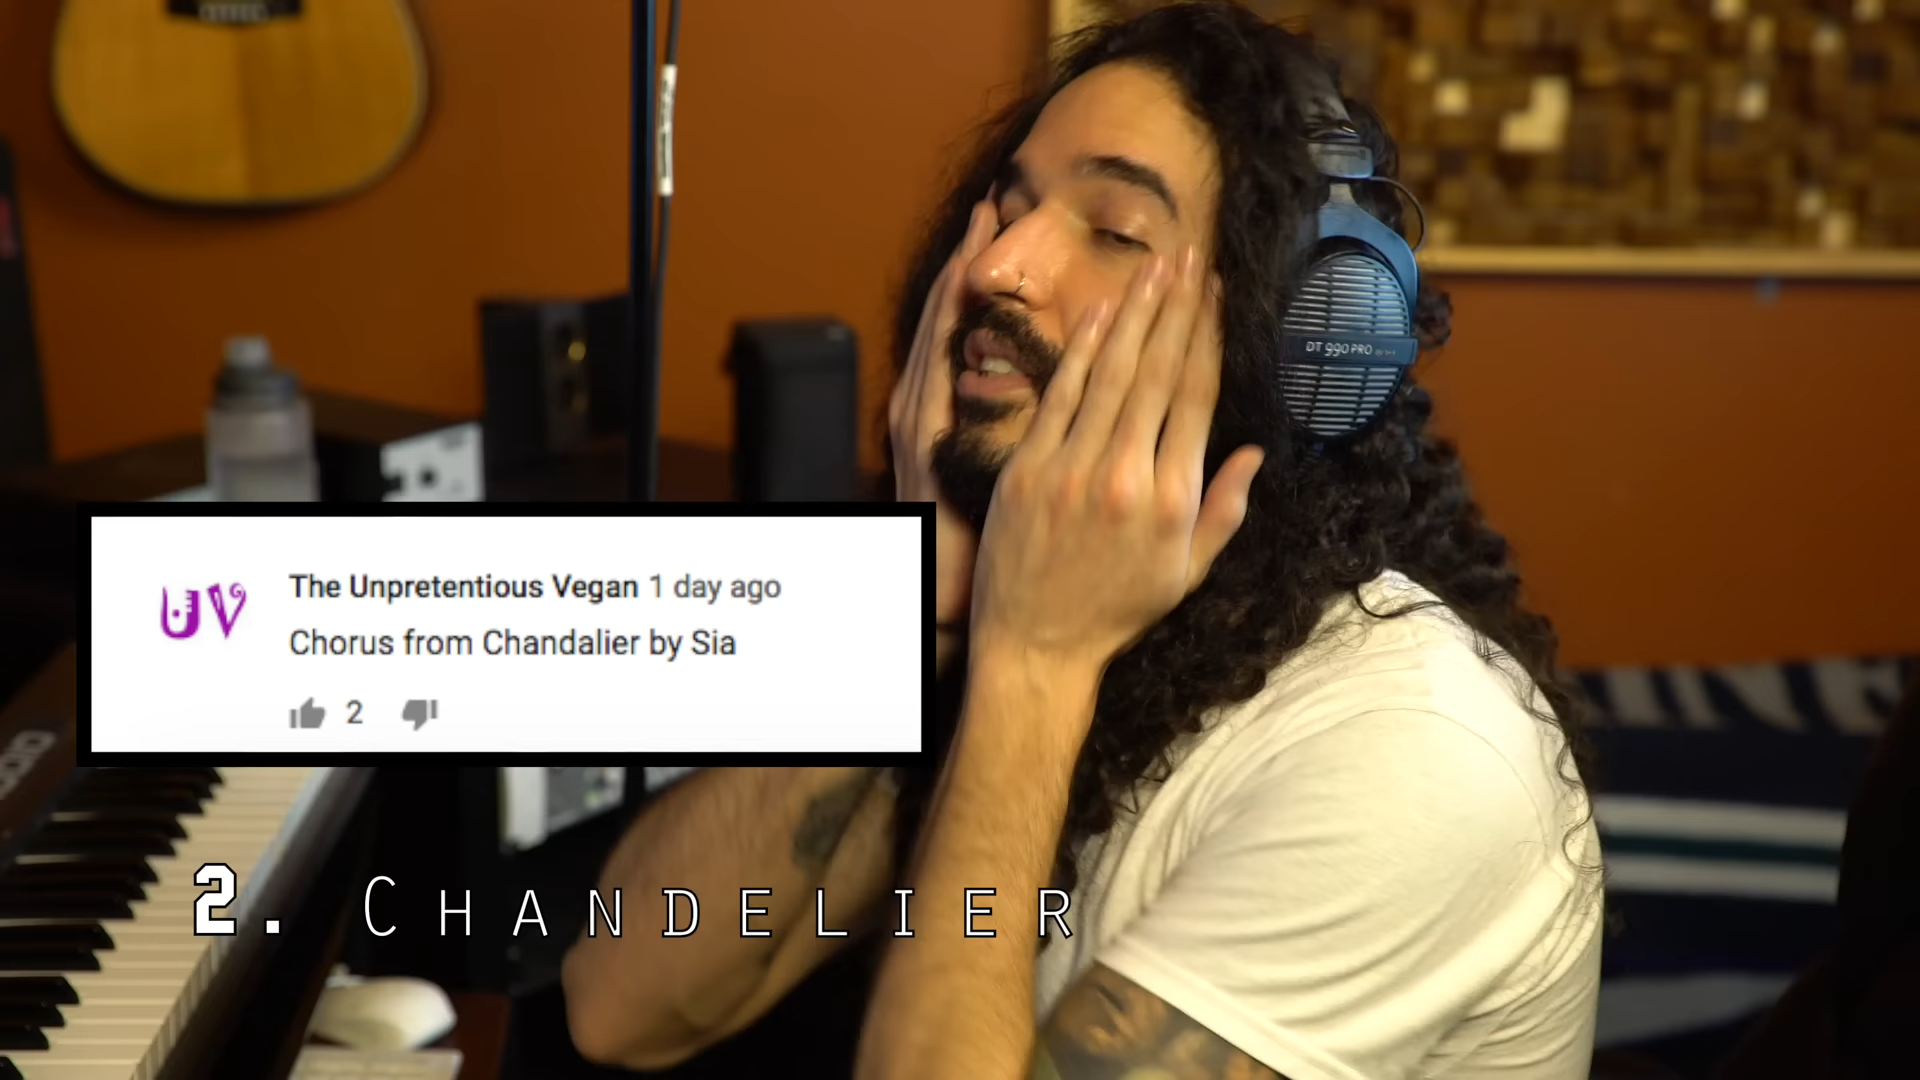 DT 990 PRO
UV
The Unpretentious Vegan 1 day ago
Chorus from Chandalier by Sia
2
2. CHANDELIER